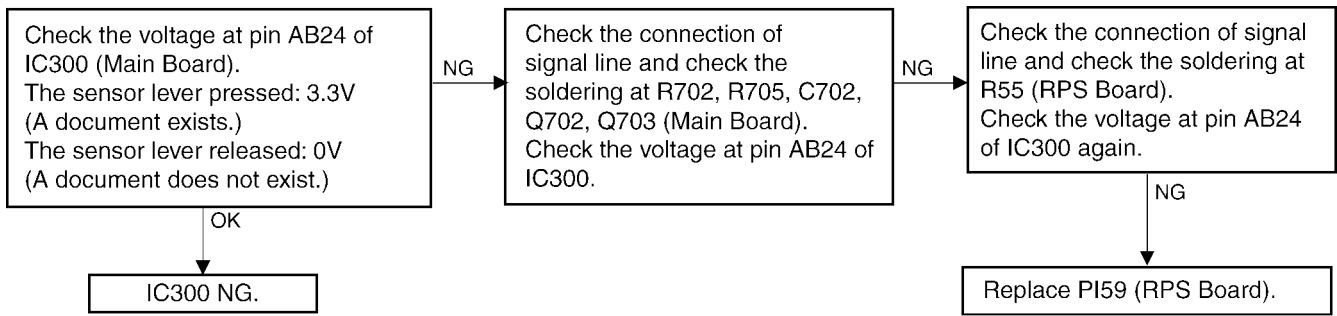 Check the voltage at pin AB24 of
IC300 (Main Board).
The sensor lever pressed: 3.3V
(A document exists.)
The sensor lever released: 0V
(A document does not exist.)
NG
Check the connection of
signal line and check the
soldering at R702, R705, C702,
Q702, Q703 (Main Board).
Check the voltage at pin AB24 of
IC300.
NG
Check the connection of signal
line and check the soldering at
R55 (RPS Board).
Check the voltage at pin AB24
of IC300 again.
OK
NG
IC300 NG.
Replace PI59 (RPS Board).